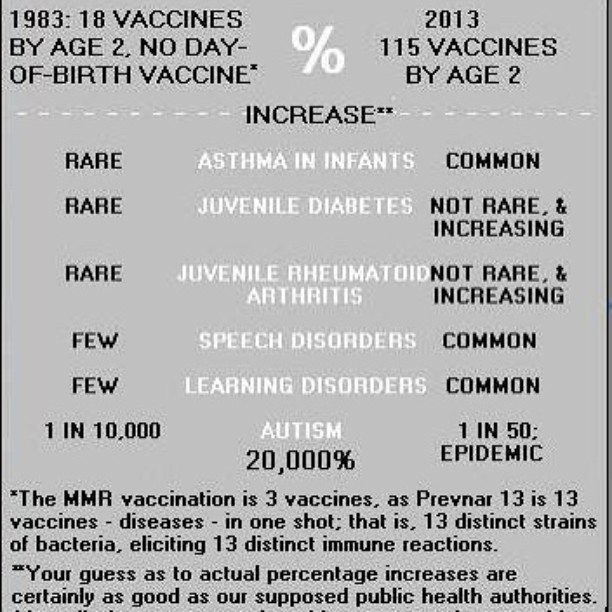 1983: 18 VACCINES
BY AGE 2, NO DAY-
OF-BIRTH VACCINE*
%
2013
115 VACCINES
BY AGE 2
INCREASE**
RARE ASTHMA IN INFANTS COMMON
RARE JUVENILE DIABETES NOT RARE, &
INCREASING
RARE JUVENILE RHEUMATOID NOT RARE, &
ARTHRITIS INCREASING
FEW SPEECH DISORDERS COMMON
FEW LEARNING DISORDERS COMMON
1 IN 10,000 AUTISM 1 IN 50;
20,000% EPIDEMIC
*The MMR vaccination is 3 vaccines, as Prevnar 13 is 13
vaccines - diseases - in one shot; that is, 13 distinct strains
of bacteria, eliciting 13 distinct immune reactions.
**Your guess as to actual percentage increases are
certainly as good as our supposed public health authorities.